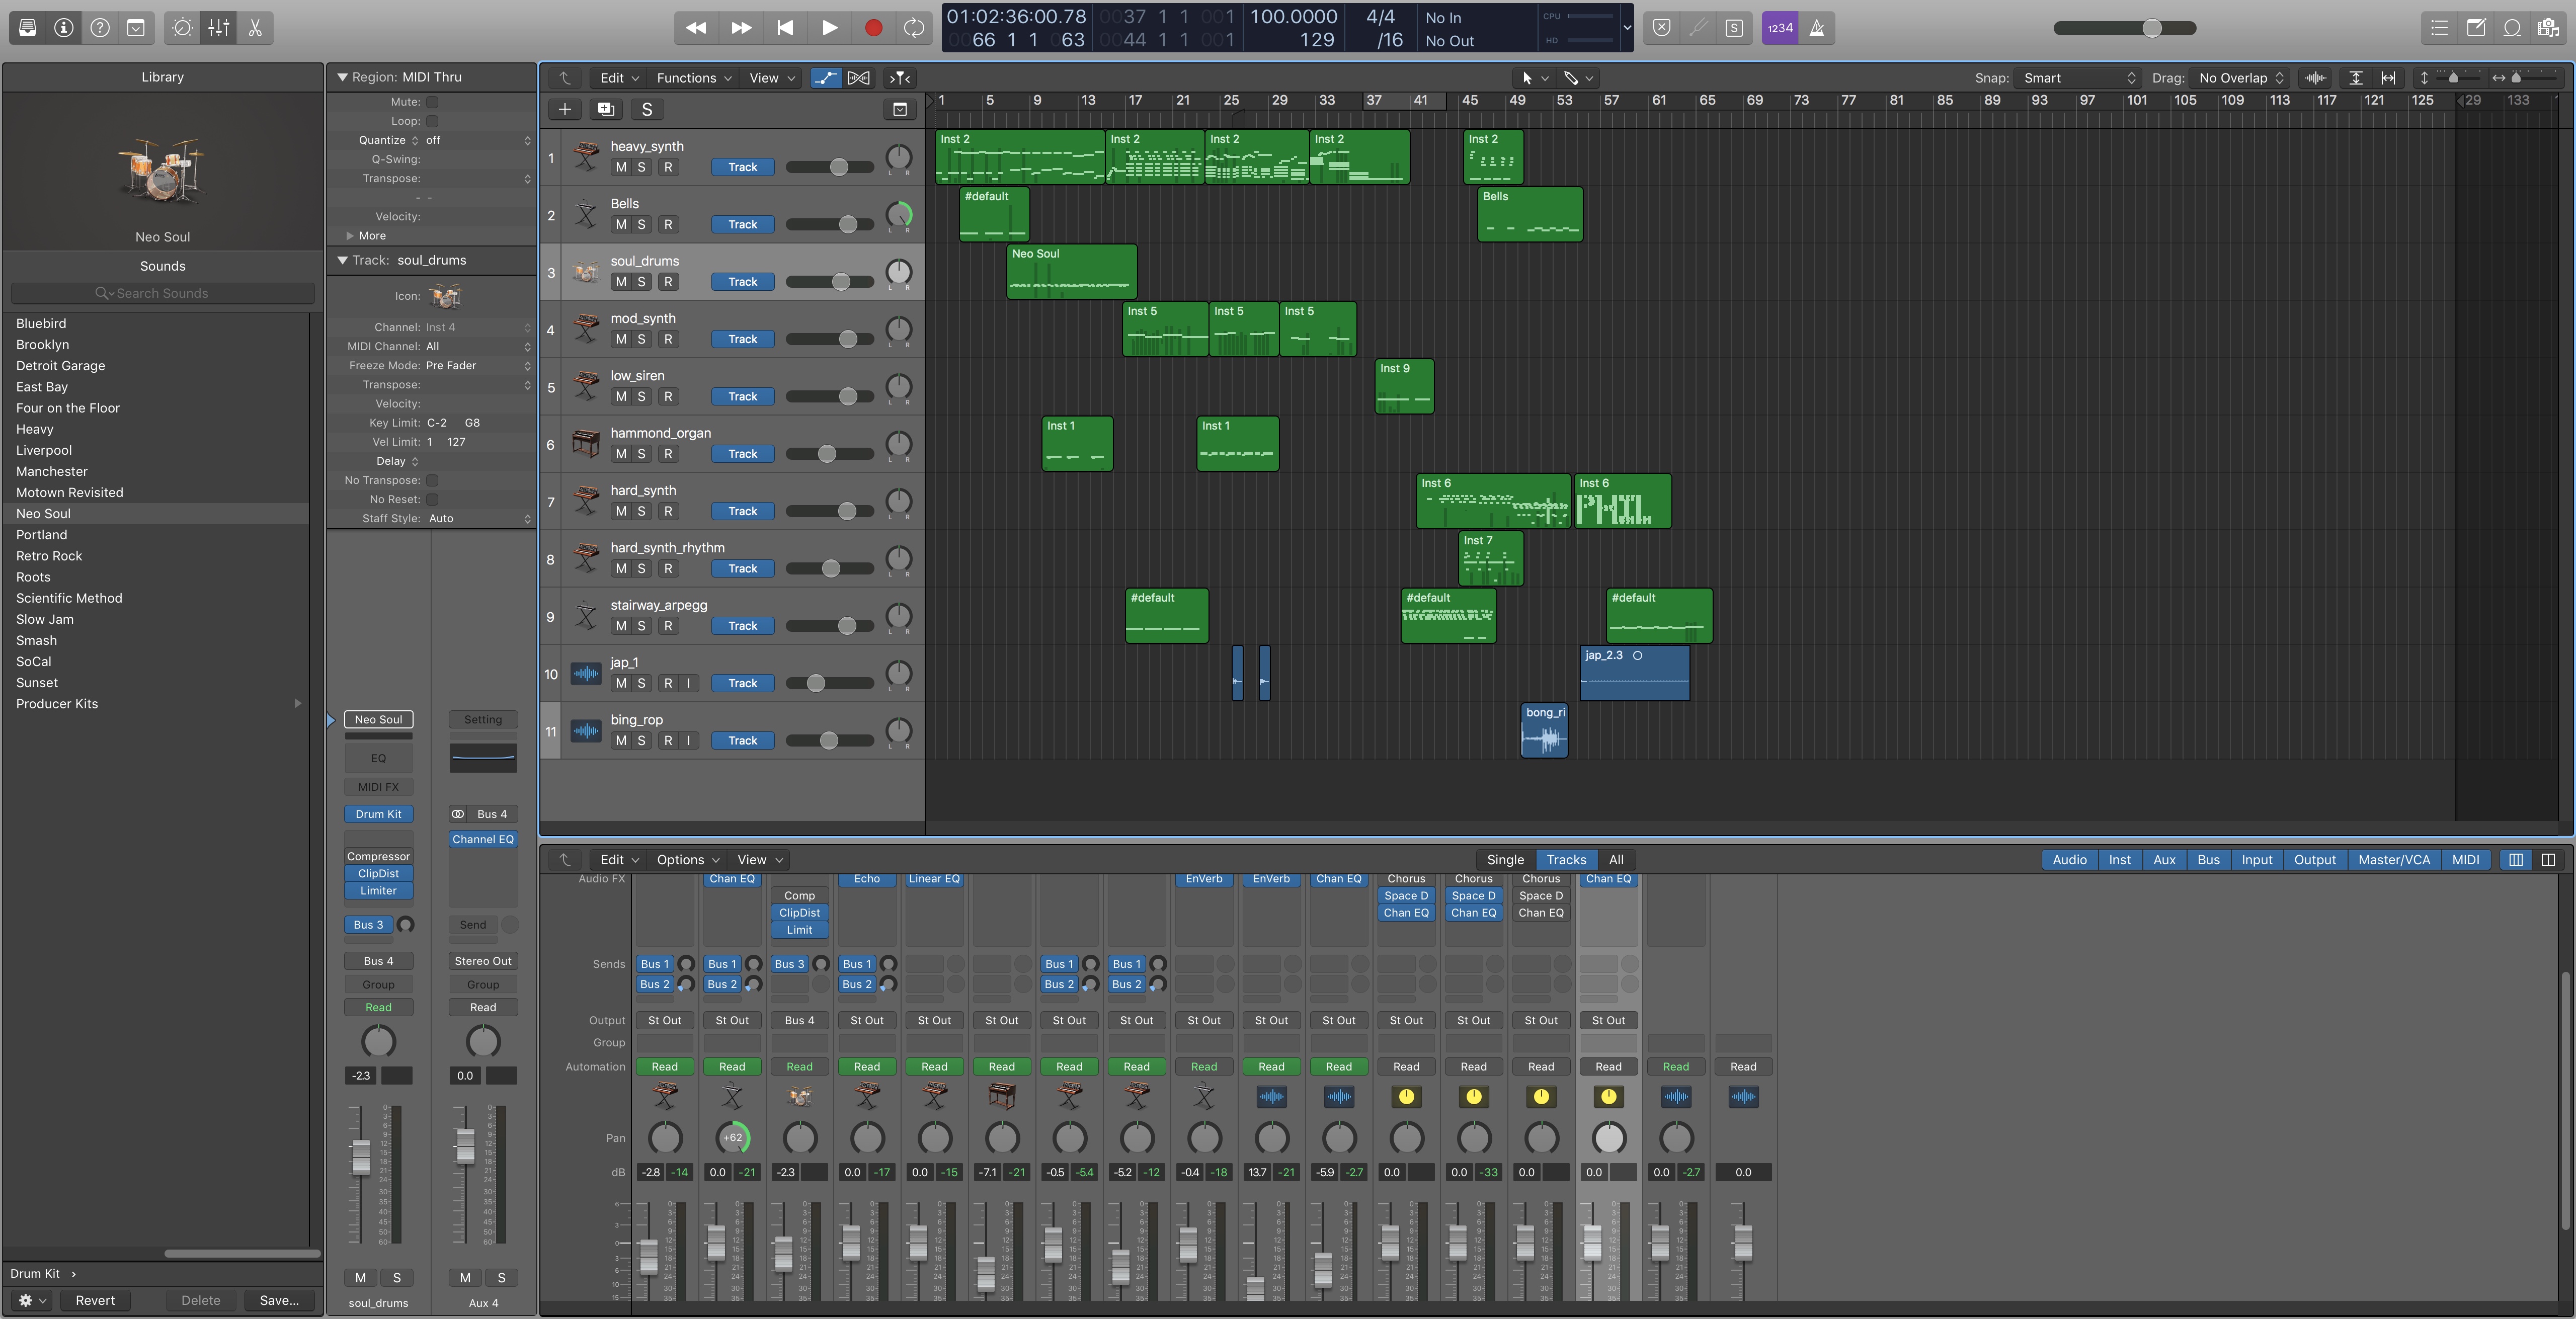 1234
01:02:36:00.78
0066 1 1 063
0037 1 1 001
0044 1 1 001
100.0000
129
4/4
/16
No In
No Out
CPU
HD
S
Library
Neo Soul
Sounds
Search Sounds
Bluebird
Brooklyn
Detroit Garage
East Bay
Four on the Floor
Heavy
Liverpool
Manchester
Motown Revisited
Neo Soul
Portland
Retro Rock
Roots
Scientific Method
Slow Jam
Smash
SoCal
Sunset
Producer Kits
Drum Kit
Revert Delete Save...
Region: MIDI Thru
Mute:
Loop:
Quantize off
Q-Swing:
Transpose:
Velocity:
More
Track: soul_drums
Icon:
Channel: Inst 4
MIDI Channel: All
Freeze Mode: Pre Fader
Transpose:
Velocity:
Key Limit: C-2 G8
Vel Limit: 1 127
Delay
No Transpose:
No Reset:
Staff Style: Auto
Neo Soul Setting
EQ
MIDI FX
Drum Kit Bus 4
Channel EQ
Compressor
ClipDist
Limiter
Bus 3 Send
Bus 4 Stereo Out
Group Group
Read Read
-2.3 0.0
M S M S
soul_drums Aux 4
Edit Functions View
Snap: Smart Drag: No Overlap
S
1 5 9 13 17 21 25 29 33 37 41 45 49 53 57 61 65 69 73 77 81 85 89 93 97 101 105 109 113 117 121 125 129 133
1 heavy_synth
M S R Track
Inst 2 Inst 2 Inst 2 Inst 2 Inst 2
2 Bells
M S R Track
#default Bells
3 soul_drums
M S R Track
Neo Soul
4 mod_synth
M S R Track
Inst 5 Inst 5 Inst 5
5 low_siren
M S R Track
Inst 9
6 hammond_organ
M S R Track
Inst 1 Inst 1
7 hard_synth
M S R Track
Inst 6 Inst 6
8 hard_synth_rhythm
M S R Track
Inst 7
9 stairway_arpegg
M S R Track
#default #default #default
10 jap_1
M S R I Track
jap_2.3
11 bing_rop
M S R I Track
bong_ri
Edit Options View
Single Tracks All
Audio Inst Aux Bus Input Output Master/VCA MIDI
Audio FX Chan EQ Echo Linear EQ EnVerb EnVerb Chan EQ Chorus Chorus Chorus Chan EQ
Comp Space D Space D Space D
ClipDist Chan EQ Chan EQ Chan EQ
Limit
Sends Bus 1 Bus 1 Bus 3 Bus 1 Bus 1 Bus 1
Bus 2 Bus 2 Bus 2 Bus 2 Bus 2
Output St Out St Out Bus 4 St Out St Out St Out St Out St Out St Out St Out St Out St Out St Out St Out St Out
Group
Automation Read Read Read Read Read Read Read Read Read Read Read Read Read Read Read Read Read
Pan +62
dB -2.8 -14 0.0 -21 -2.3 0.0 -17 0.0 -15 -7.1 -21 -0.5 -5.4 -5.2 -12 -0.4 -18 13.7 -21 -5.9 -2.7 0.0 0.0 -33 0.0 0.0 0.0 -2.7 0.0